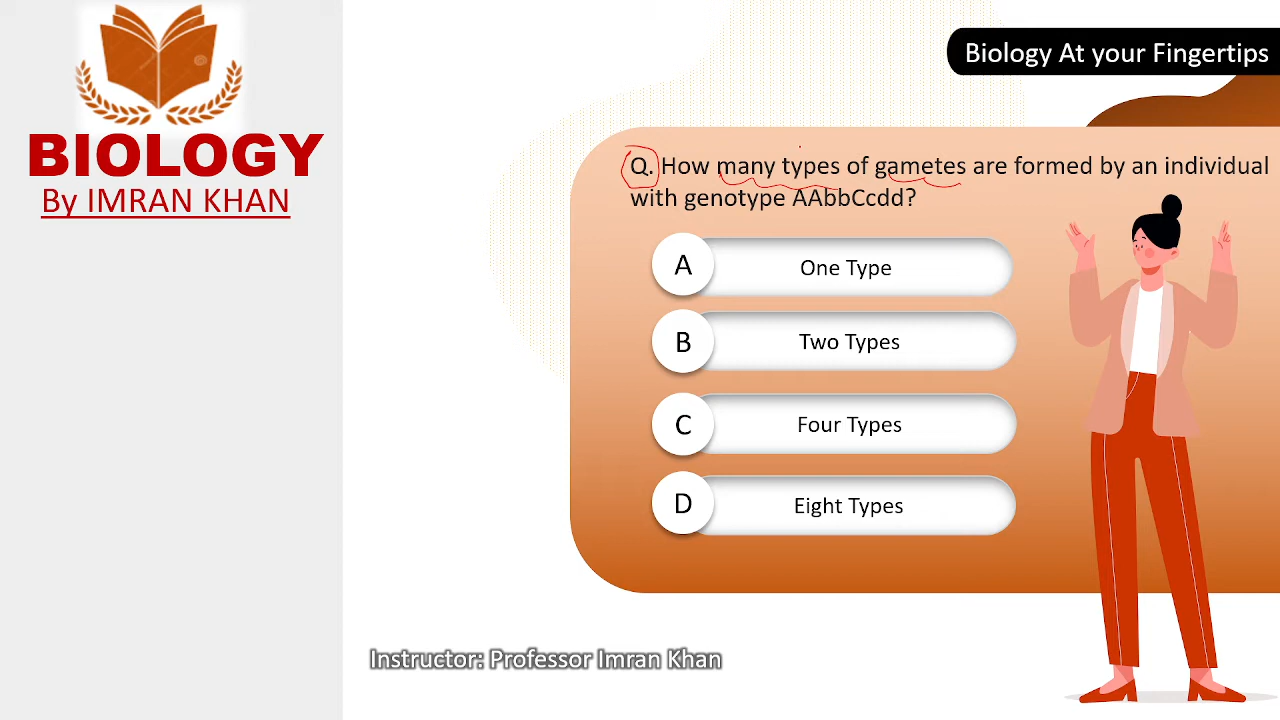 BIOLOGY
By IMRAN KHAN
Biology At your Fingertips
Q. How many types of gametes are formed by an individual
with genotype AAbbCcdd?
A One Type
B Two Types
C Four Types
D Eight Types
Instructor: Professor Imran Khan